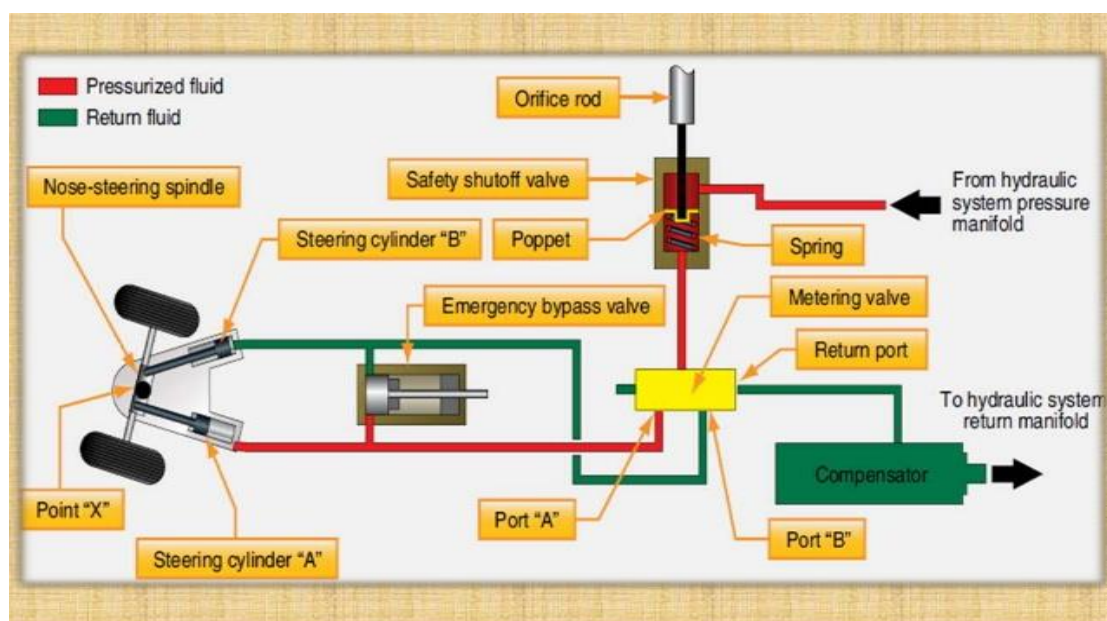 Pressurized fluid
Return fluid
Orifice rod
Nose-steering spindle
Safety shutoff valve
From hydraulic
system pressure
manifold
Steering cylinder “B”
Poppet
Spring
Emergency bypass valve
Metering valve
Return port
To hydraulic system
return manifold
Compensator
Point “X”
Port “A”
Port “B”
Steering cylinder “A”